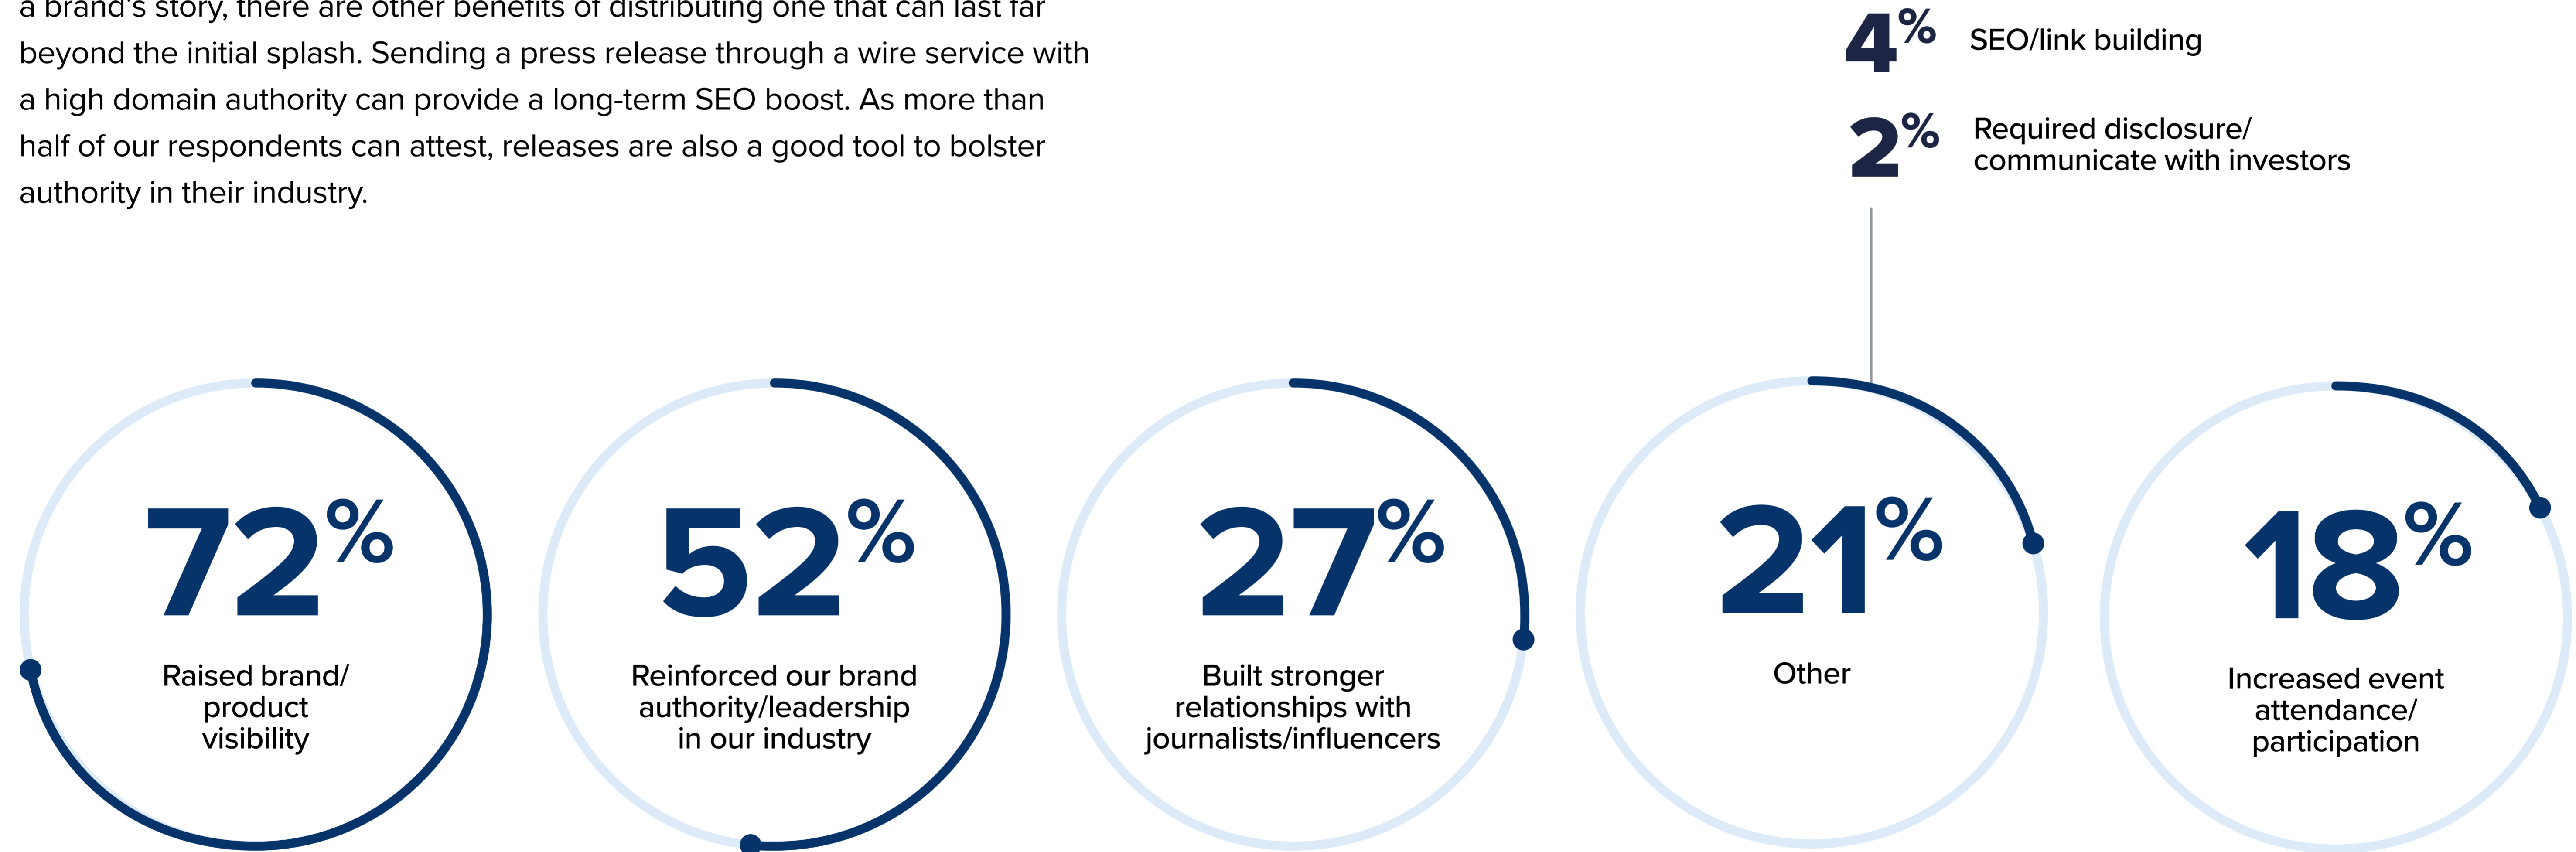 a brand's story, there are other benefits of distributing one that can last far
beyond the initial splash. Sending a press release through a wire service with
a high domain authority can provide a long-term SEO boost. As more than
half of our respondents can attest, releases are also a good tool to bolster
authority in their industry.
4% SEO/link building
2% Required disclosure/
communicate with investors
72%
Raised brand/
product
visibility
52%
Reinforced our brand
authority/leadership
in our industry
27%
Built stronger
relationships with
journalists/influencers
21%
Other
18%
Increased event
attendance/
participation